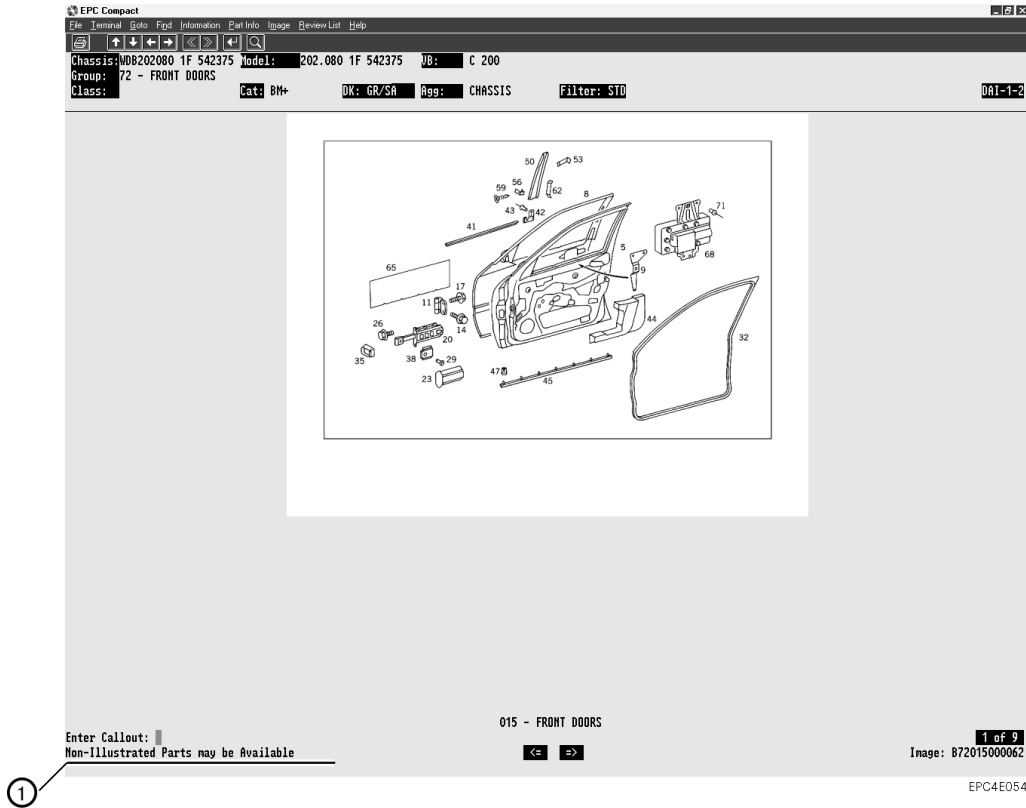 EPC Compact
File Terminal Goto Find Information Part Info Image Review List Help
Chassis: WDB202080 1F 542375 Model: 202.080 1F 542375 VB: C 200
Group: 72 - FRONT DOORS
Class: Cat: BM+ DK: GR/SA Agg: CHASSIS Filter: STD DAI-1-2
50 53
59 56 62 8
43 42 71
41
5 68
65 9
17
11
26 14 44
20
35 38 29 32
23 47 45
015 - FRONT DOORS
Enter Callout: 1 of 9
Non-Illustrated Parts may be Available <= => Image: B72015000062
1
EPC4E054